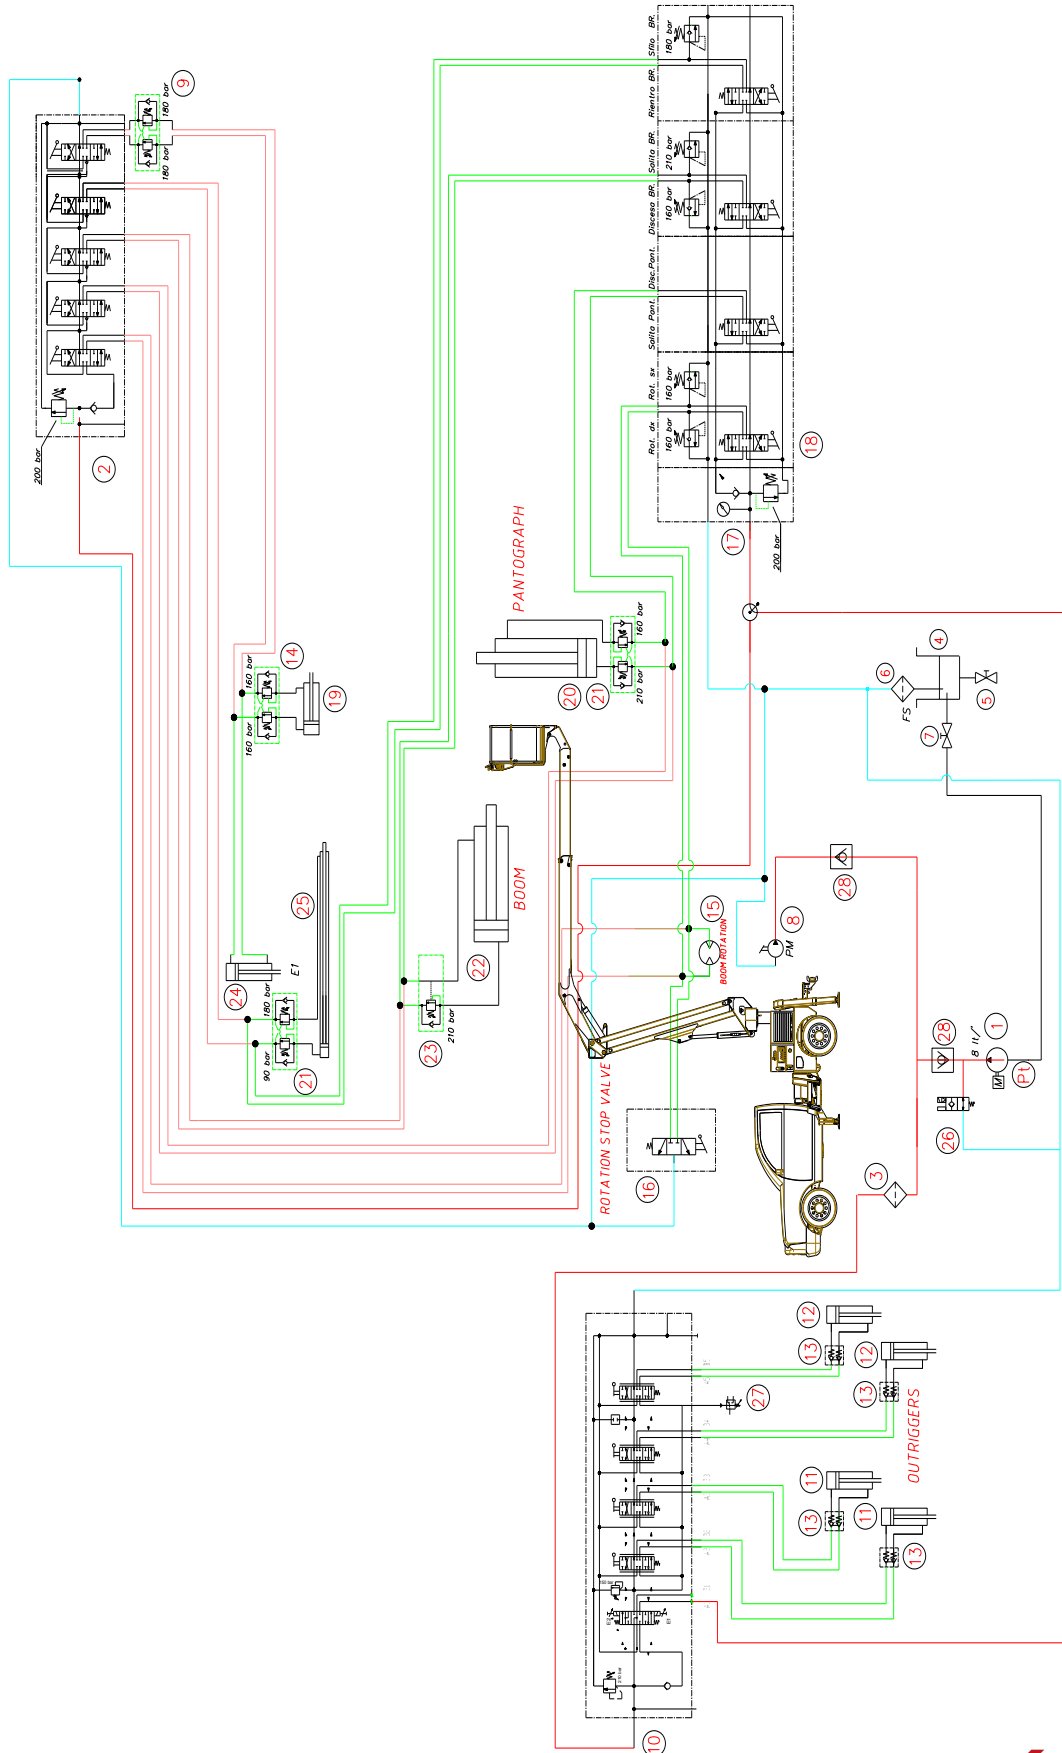 9
180 bar
180 bar
200 bar
2
Sfilo BR.
180 bar
Rientro BR.
Salita BR.
210 bar
Discesa BR.
160 bar
Disc.Pant.
Salita Pant.
Rot. sx
160 bar
Rot. dx
160 bar
18
17
200 bar
PANTOGRAPH
160 bar
210 bar
20
21
14
160 bar
160 bar
19
4
6
FS
5
7
25
E1
24
180 bar
90 bar
21
BOOM
22
23
210 bar
15
BOOM ROTATION
8
PM
28
28
8 lt/'
1
M
Pt
26
3
ROTATION STOP VALVE
16
12
13
12
13
27
OUTRIGGERS
11
13
11
13
10